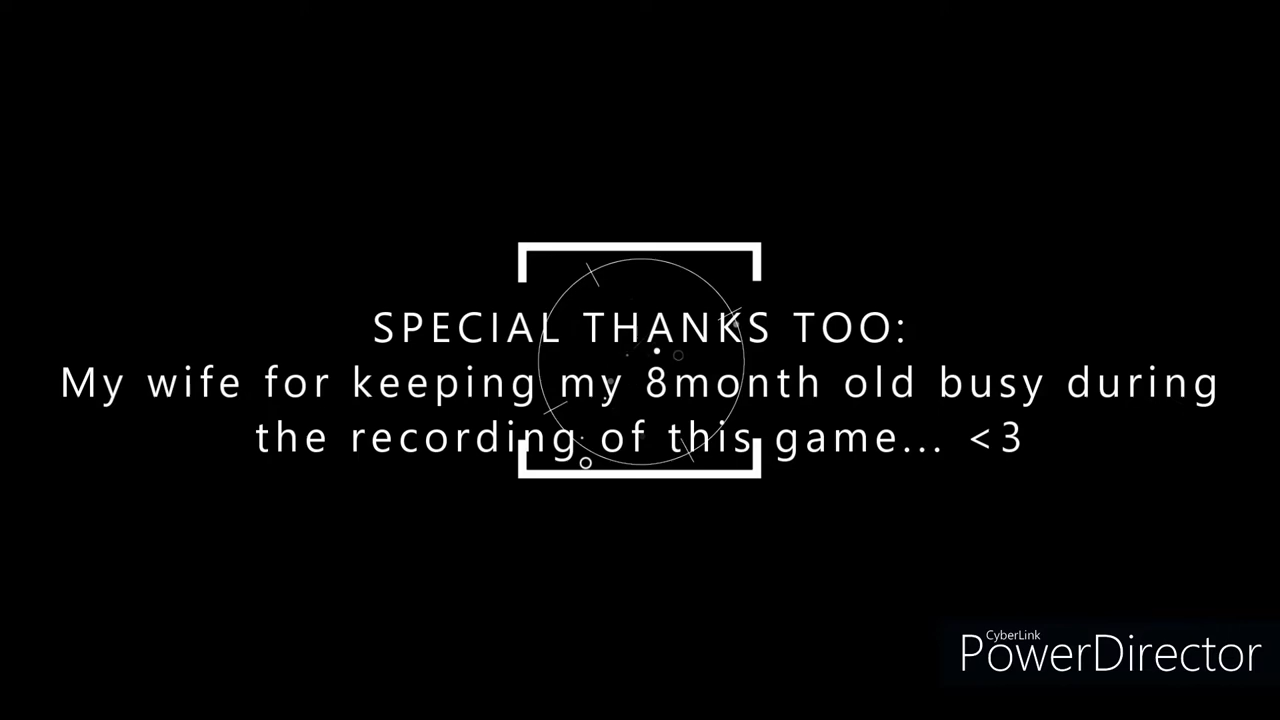 SPECIAL THANKS TOO:
My wife for keeping my 8month old busy during
the recording of this game... <3
CyberLink
PowerDirector